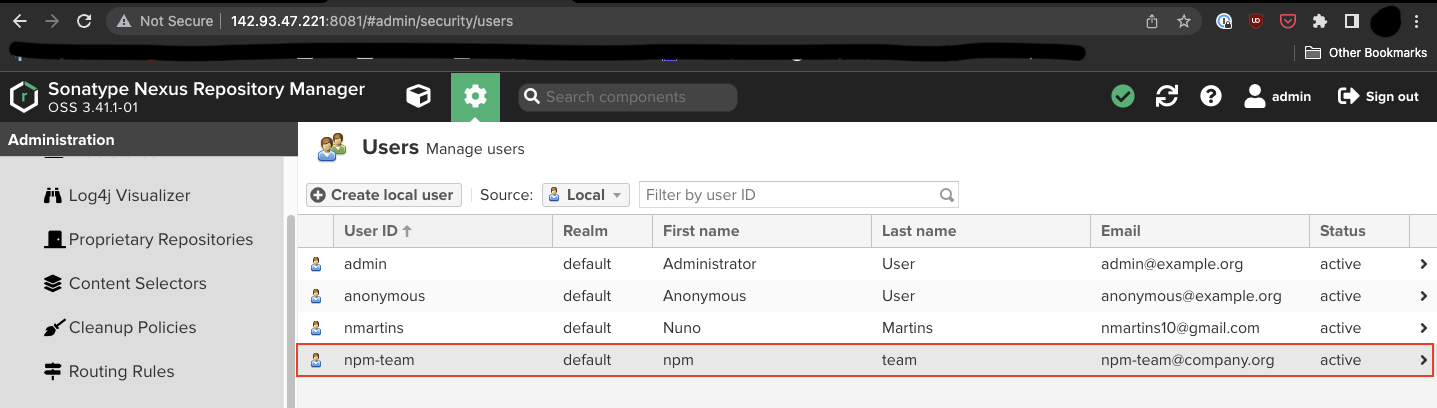 Not Secure | 142.93.47.221:8081/#admin/security/users
Other Bookmarks
Sonatype Nexus Repository Manager
OSS 3.41.1-01
Search components
admin
Sign out
Administration
Log4j Visualizer
Proprietary Repositories
Content Selectors
Cleanup Policies
Routing Rules
Users Manage users
Create local user Source: Local Filter by user ID
User ID Realm First name Last name Email Status
admin default Administrator User admin@example.org active
anonymous default Anonymous User anonymous@example.org active
nmartins default Nuno Martins nmartins10@gmail.com active
npm-team default npm team npm-team@company.org active